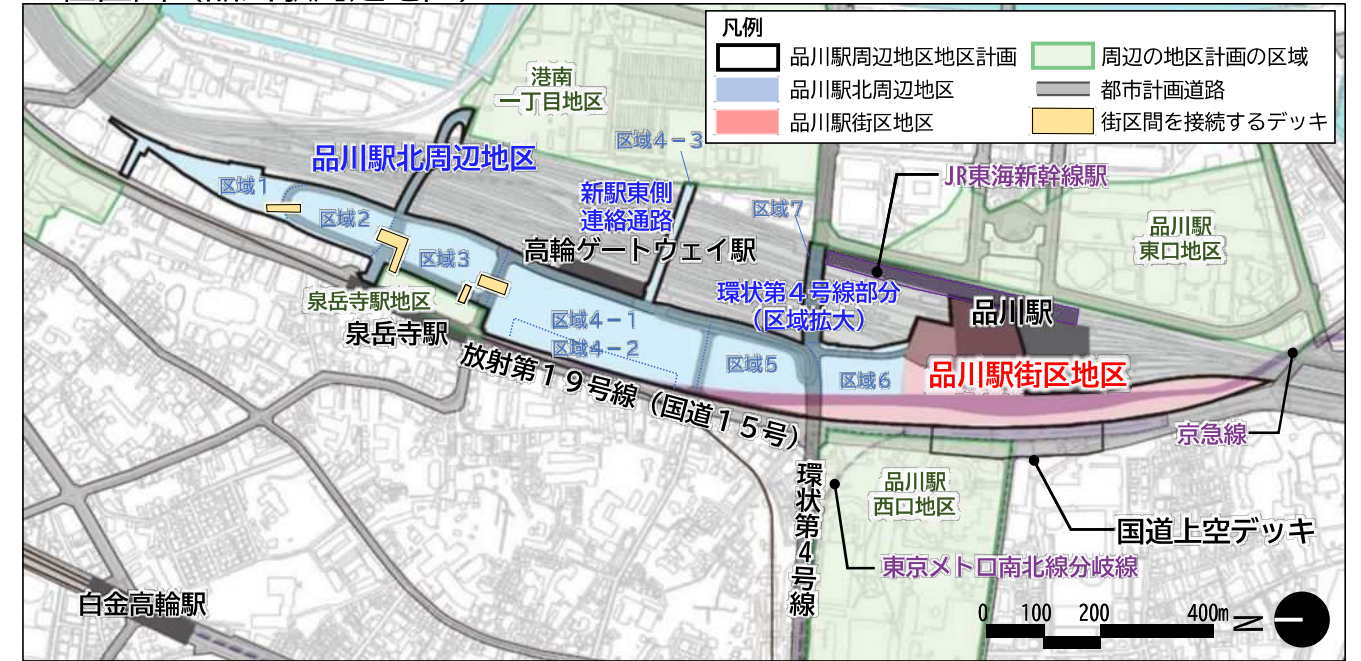 凡例
品川駅周辺地区地区計画
周辺の地区計画の区域
品川駅北周辺地区
都市計画道路
品川駅街区地区
街区間を接続するデッキ
港南
一丁目地区
区域4-3
品川駅北周辺地区
区域1
区域2
区域3
新駅東側
連絡通路
区域7
JR東海新幹線駅
品川駅
東口地区
高輪ゲートウェイ駅
泉岳寺駅地区
泉岳寺駅
区域4-1
区域4-2
環状第4号線部分
(区域拡大)
品川駅
区域5
区域6
品川駅街区地区
放射第19号線(国道15号)
京急線
環状第4号線
品川駅
西口地区
国道上空デッキ
東京メトロ南北線分岐線
白金高輪駅
0 100 200 400m
N